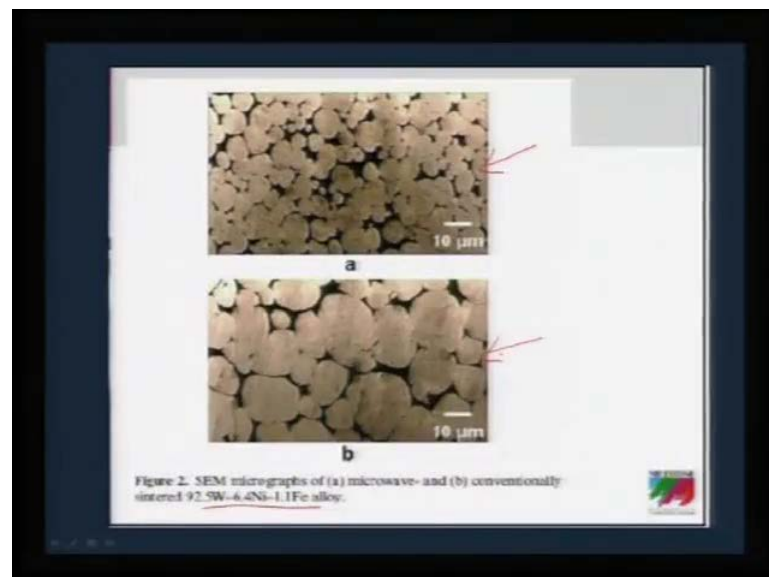 10 µm
a
10 µm
b
Figure 2. SEM micrographs of (a) microwave- and (b) conventionally
sintered 92.5W–6.4Ni–1.1Fe alloy.